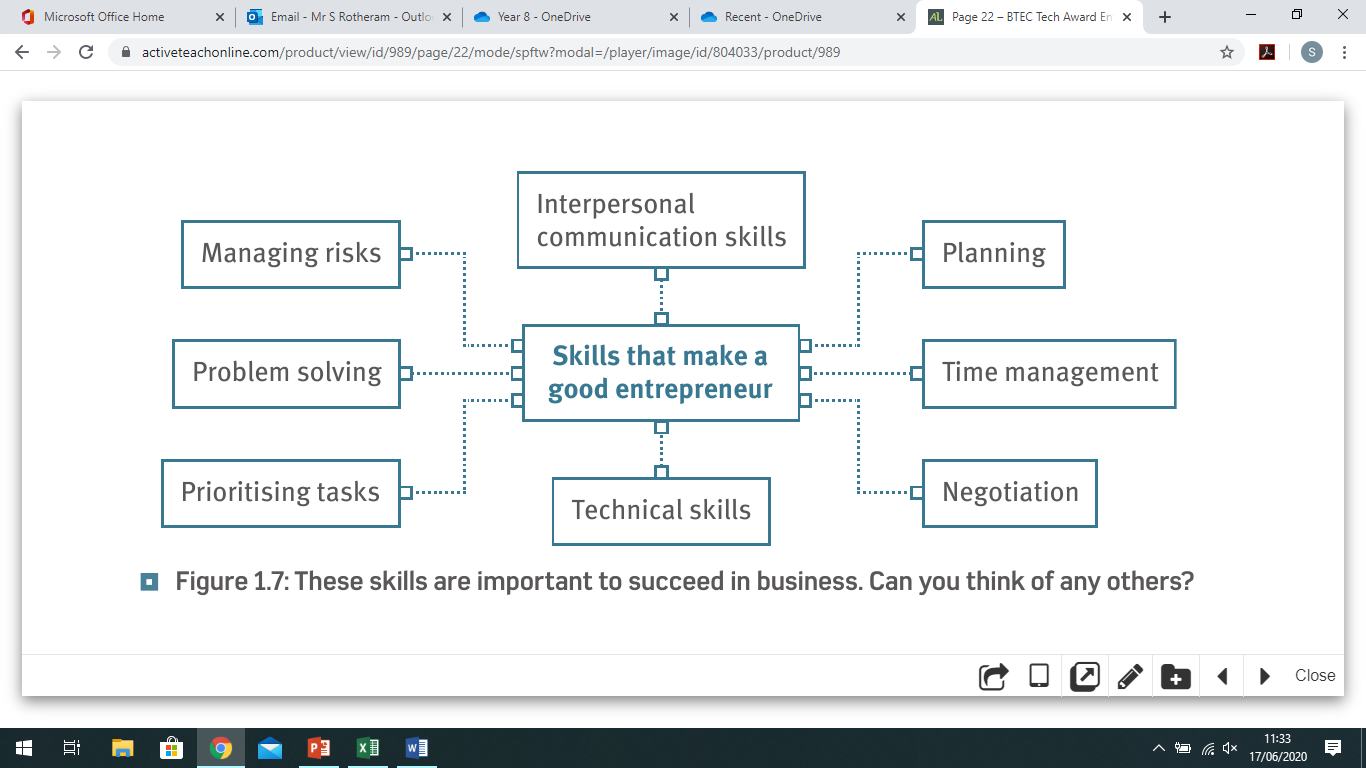 Microsoft Office Home
Email - Mr S Rotheram - Outlo
Year 8 - OneDrive
Recent - OneDrive
AL
Page 22 – BTEC Tech Award En
activeteachonline.com/product/view/id/989/page/22/mode/spftw?modal=/player/image/id/804033/product/989
S
Interpersonal
communication skills
Managing risks
Planning
Problem solving
Skills that make a
good entrepreneur
Time management
Prioritising tasks
Technical skills
Negotiation
Figure 1.7: These skills are important to succeed in business. Can you think of any others?
Close
11:33
17/06/2020